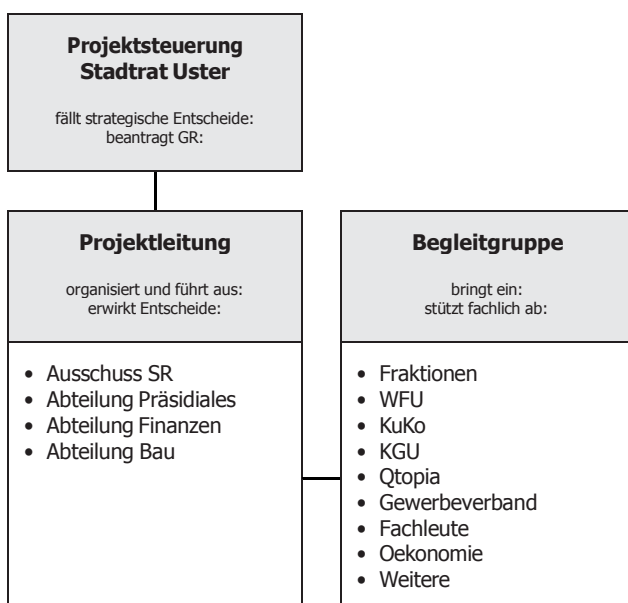 Projektsteuerung
Stadtrat Uster
fällt strategische Entscheide:
beantragt GR:
Projektleitung
organisiert und führt aus:
erwirkt Entscheide:
• Ausschuss SR
• Abteilung Präsidiales
• Abteilung Finanzen
• Abteilung Bau
Begleitgruppe
bringt ein:
stützt fachlich ab:
• Fraktionen
• WFU
• KuKo
• KGU
• Qtopia
• Gewerbeverband
• Fachleute
• Oekonomie
• Weitere